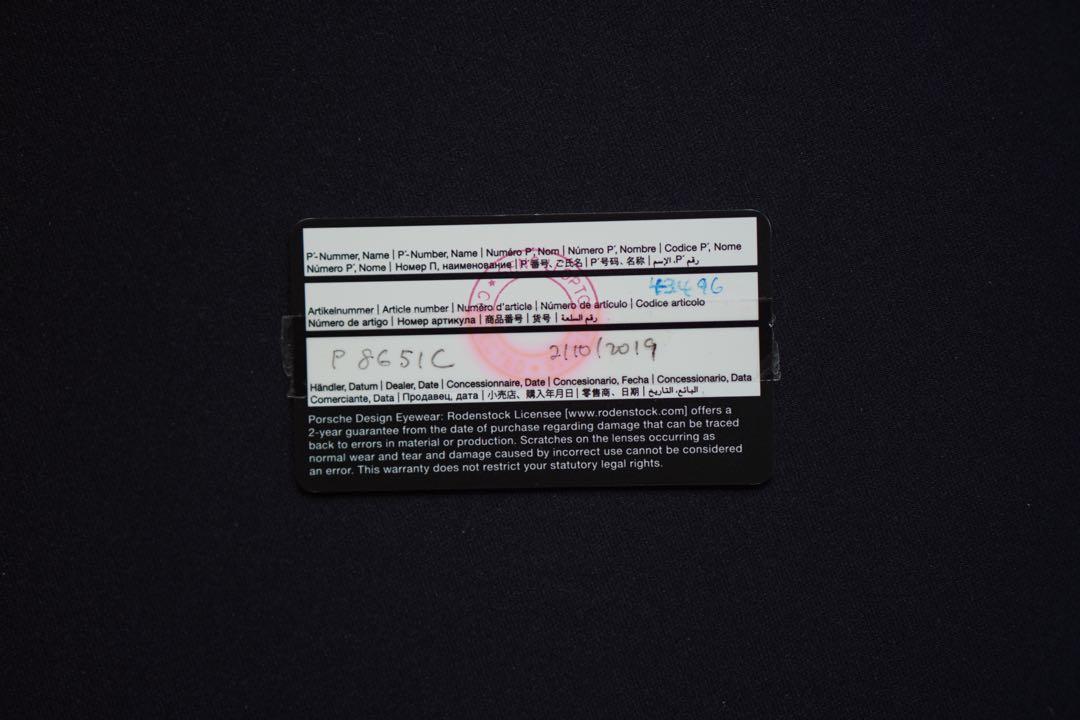 P'-Nummer, Name | P'-Number, Name | Numéro P', Nom | Número P', Nombre | Codice P', Nome
Número P', Nome | Номер П, наименование | P'番号、ご氏名 | P'号码、名称 | رقم P'، الإسم
43496
Artikelnummer | Article number | Numéro d'article | Número de artículo | Codice articolo
Número de artigo | Номер артикула | 商品番号 | 货号 | رقم السلعة
P 8651C 2/10/2019
Händler, Datum | Dealer, Date | Concessionnaire, Date | Concesionario, Fecha | Concessionario, Data
Comerciante, Data | Продавец, дата | 小売店、購入年月日 | 零售商、日期 | البائع، التاريخ
Porsche Design Eyewear: Rodenstock Licensee [www.rodenstock.com] offers a
2-year guarantee from the date of purchase regarding damage that can be traced
back to errors in material or production. Scratches on the lenses occurring as
normal wear and tear and damage caused by incorrect use cannot be considered
an error. This warranty does not restrict your statutory legal rights.